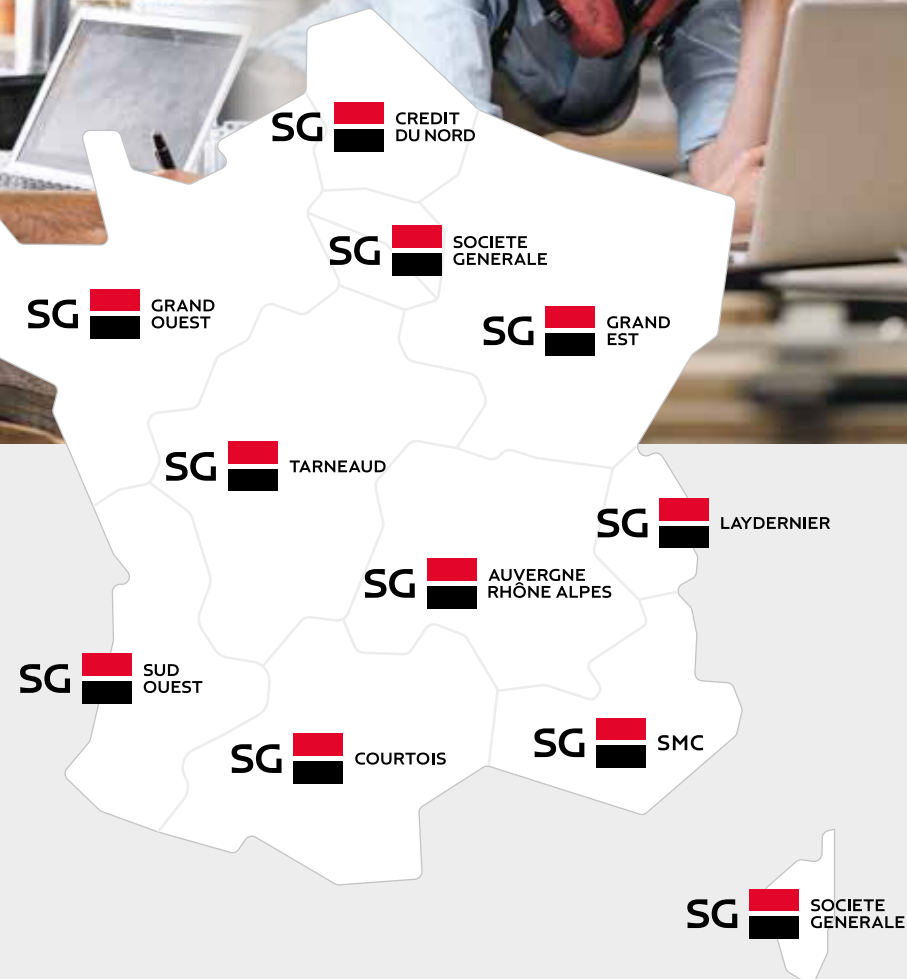 SG CREDIT
DU NORD
SG SOCIETE
GENERALE
SG GRAND
OUEST
SG GRAND
EST
SG TARNEAUD
SG LAYDERNIER
SG AUVERGNE
RHÔNE ALPES
SG SUD
OUEST
SG COURTOIS
SG SMC
SG SOCIETE
GENERALE